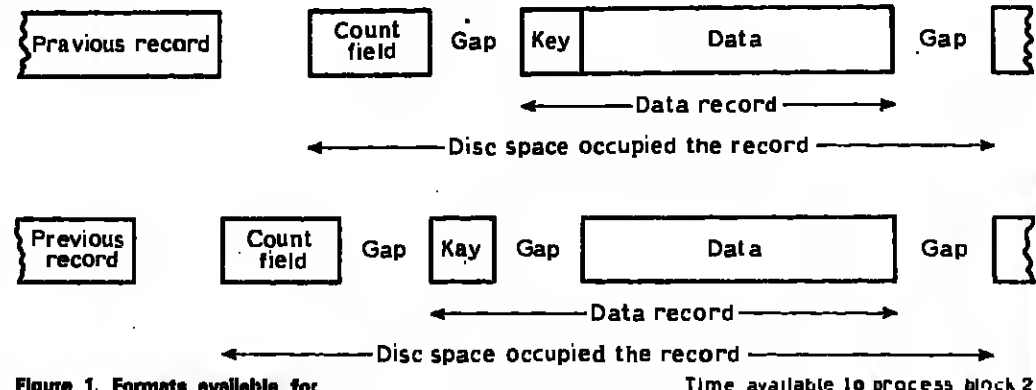 Pravious record
Count field
Gap
Key
Data
Gap
Data record
Disc space occupied the record
Previous record
Count field
Gap
Kay
Gap
Data
Gap
Data record
Disc space occupied the record
Figure 1. Formats available for
Time available to process block 2